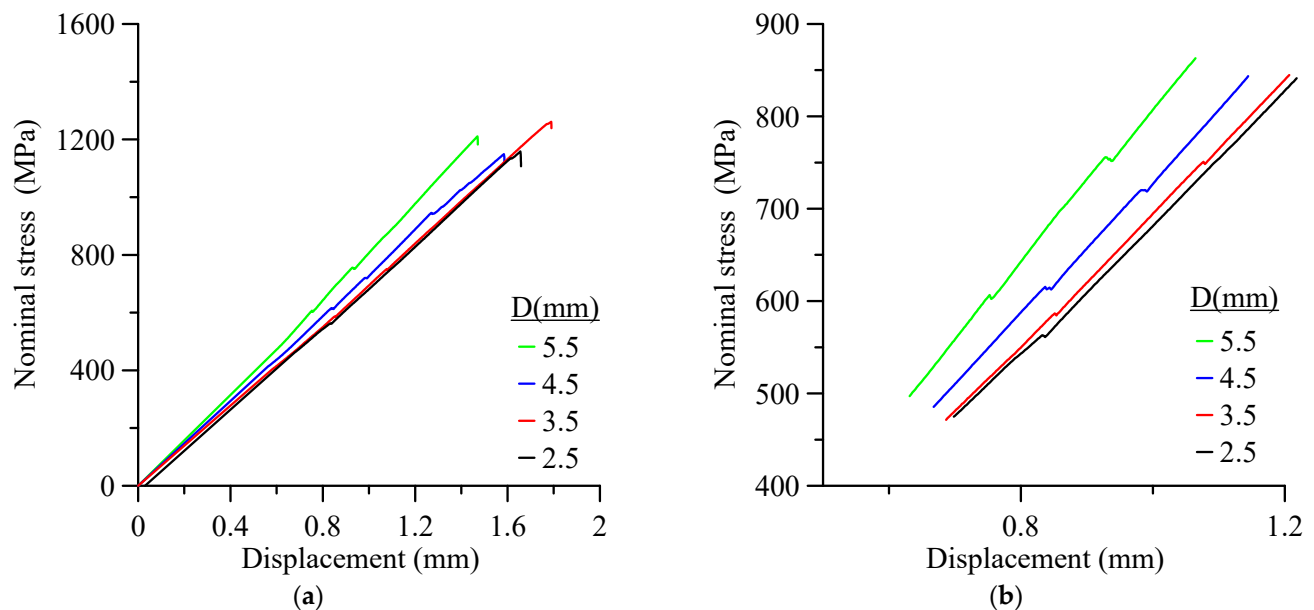 1600
1200
800
400
0
Nominal stress (MPa)
0 0.4 0.8 1.2 1.6 2
Displacement (mm)
D(mm)
5.5
4.5
3.5
2.5
(a)
900
800
700
600
500
400
Nominal stress (MPa)
0.8 1.2
Displacement (mm)
D(mm)
5.5
4.5
3.5
2.5
(b)